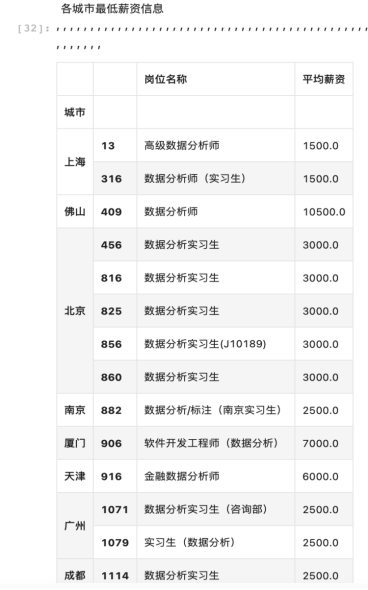 各城市最低薪资信息
[32]: ,,,,,,,,,,,,,,,,,,,,,,,,,,,,,,,,,,,,,,,,,,,,,,
,,,,,,,
岗位名称 平均薪资
城市
上海 13 高级数据分析师 1500.0
316 数据分析师（实习生） 1500.0
佛山 409 数据分析师 10500.0
北京 456 数据分析实习生 3000.0
816 数据分析实习生 3000.0
825 数据分析实习生 3000.0
856 数据分析实习生(J10189) 3000.0
860 数据分析实习生 3000.0
南京 882 数据分析/标注（南京实习生） 2500.0
厦门 906 软件开发工程师（数据分析） 7000.0
天津 916 金融数据分析师 6000.0
广州 1071 数据分析实习生（咨询部） 2500.0
1079 实习生（数据分析） 2500.0
成都 1114 数据分析实习生 2500.0